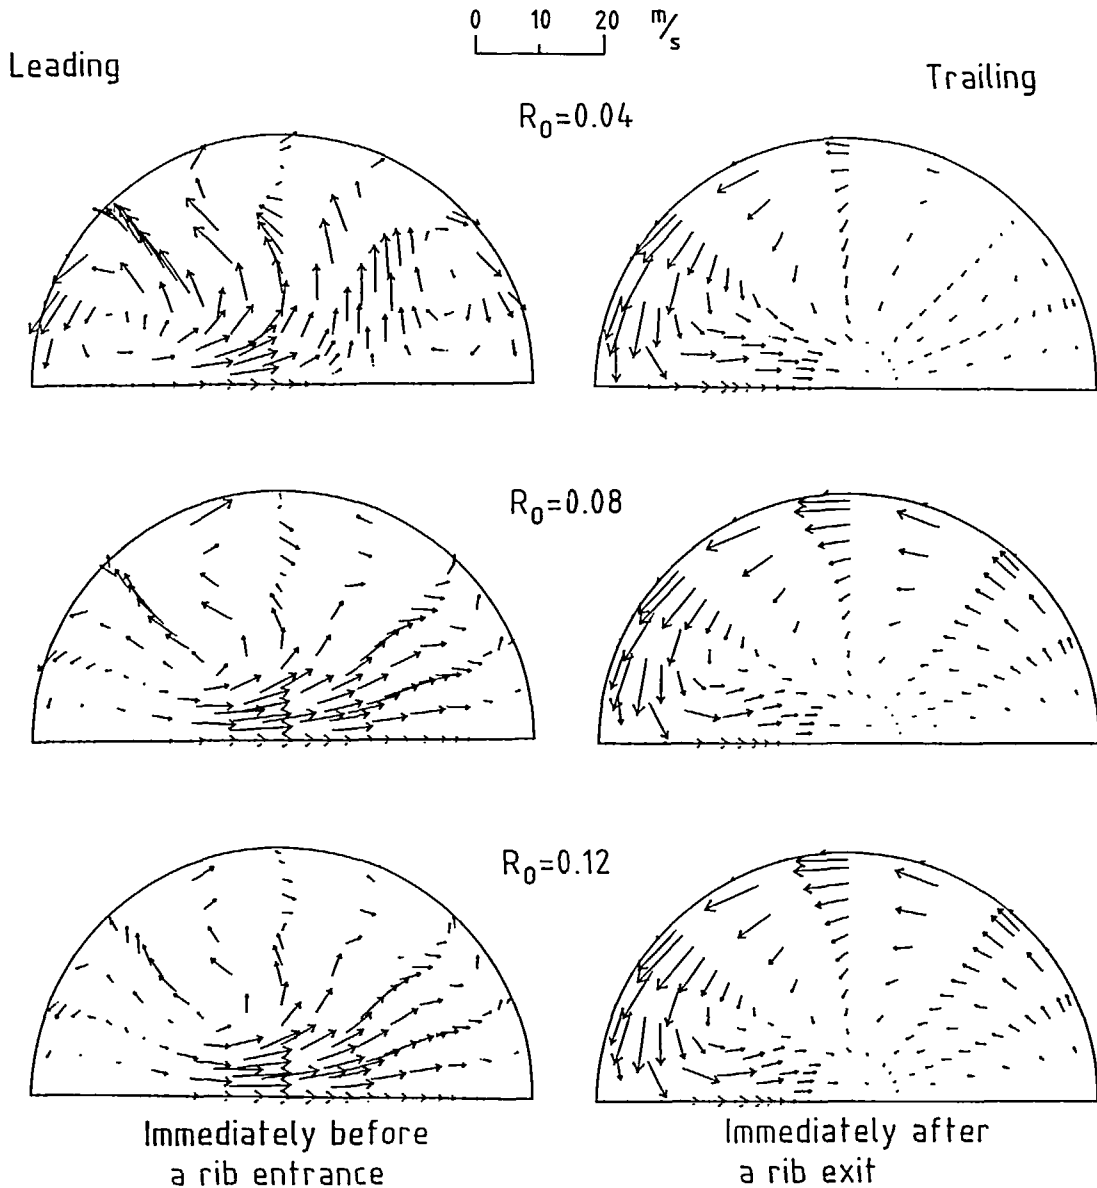 0 10 20 m/s
Leading
Trailing
R₀=0.04
R₀=0.08
R₀=0.12
Immediately before
a rib entrance
Immediately after
a rib exit